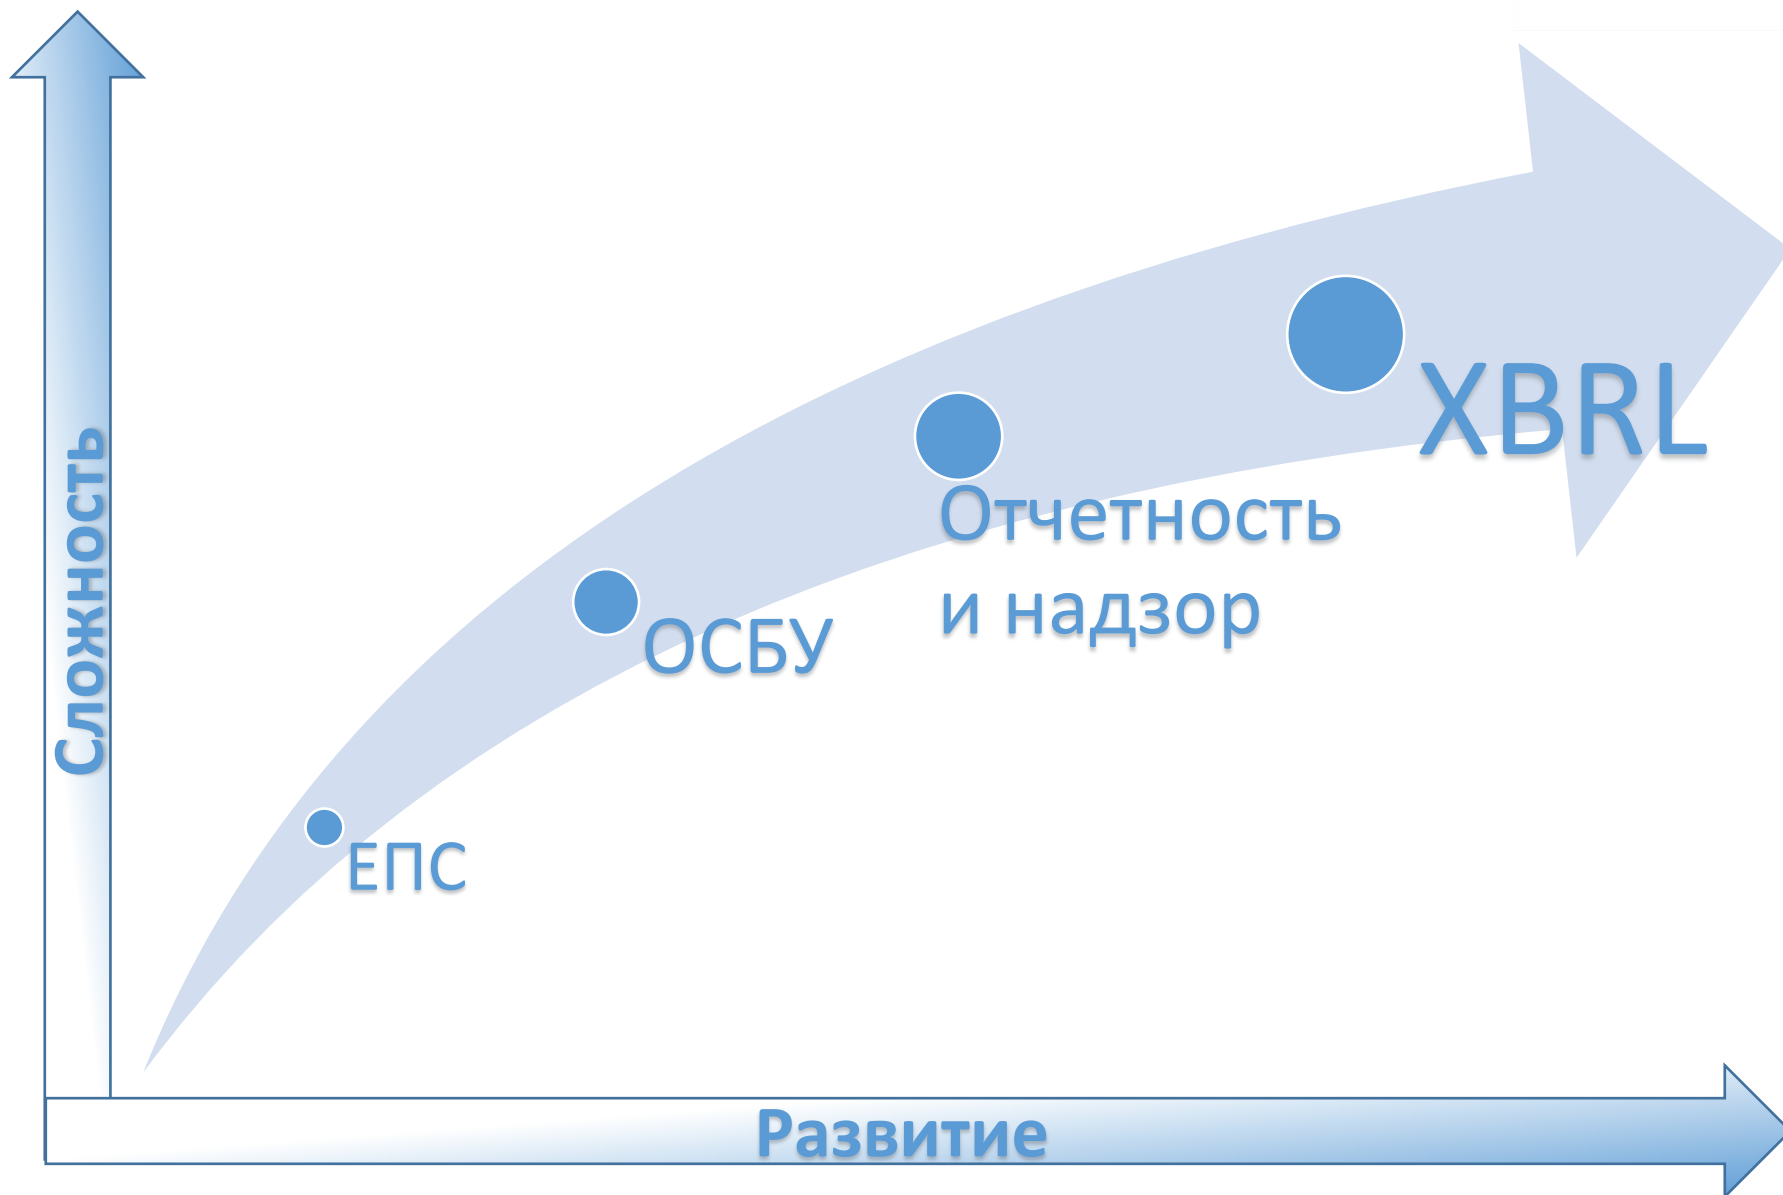 Сложность
XBRL
Отчетность
и надзор
ОСБУ
ЕПС
Развитие